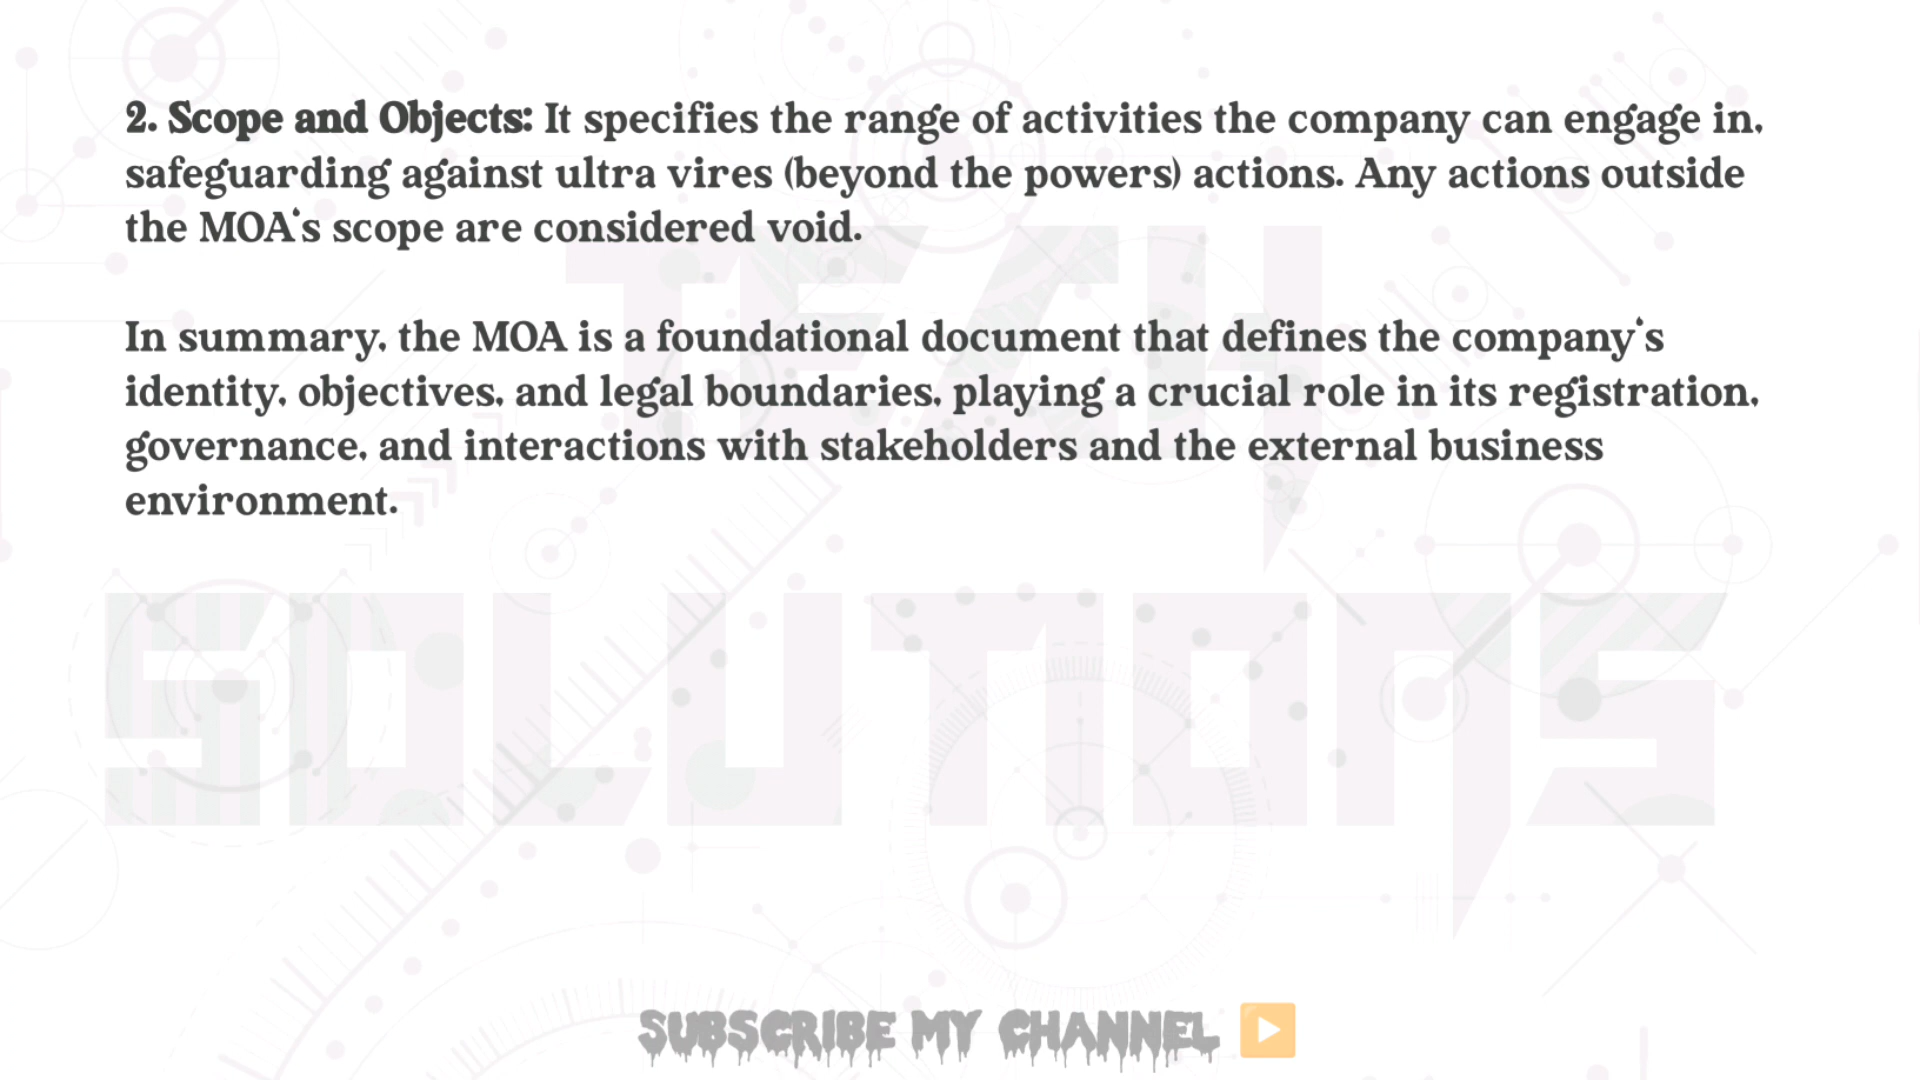 2. Scope and Objects: It specifies the range of activities the company can engage in,
safeguarding against ultra vires (beyond the powers) actions. Any actions outside
the MOA's scope are considered void.
In summary, the MOA is a foundational document that defines the company's
identity, objectives, and legal boundaries, playing a crucial role in its registration,
governance, and interactions with stakeholders and the external business
environment.
TECH
SOLUTIONS
SUBSCRIBE MY CHANNEL